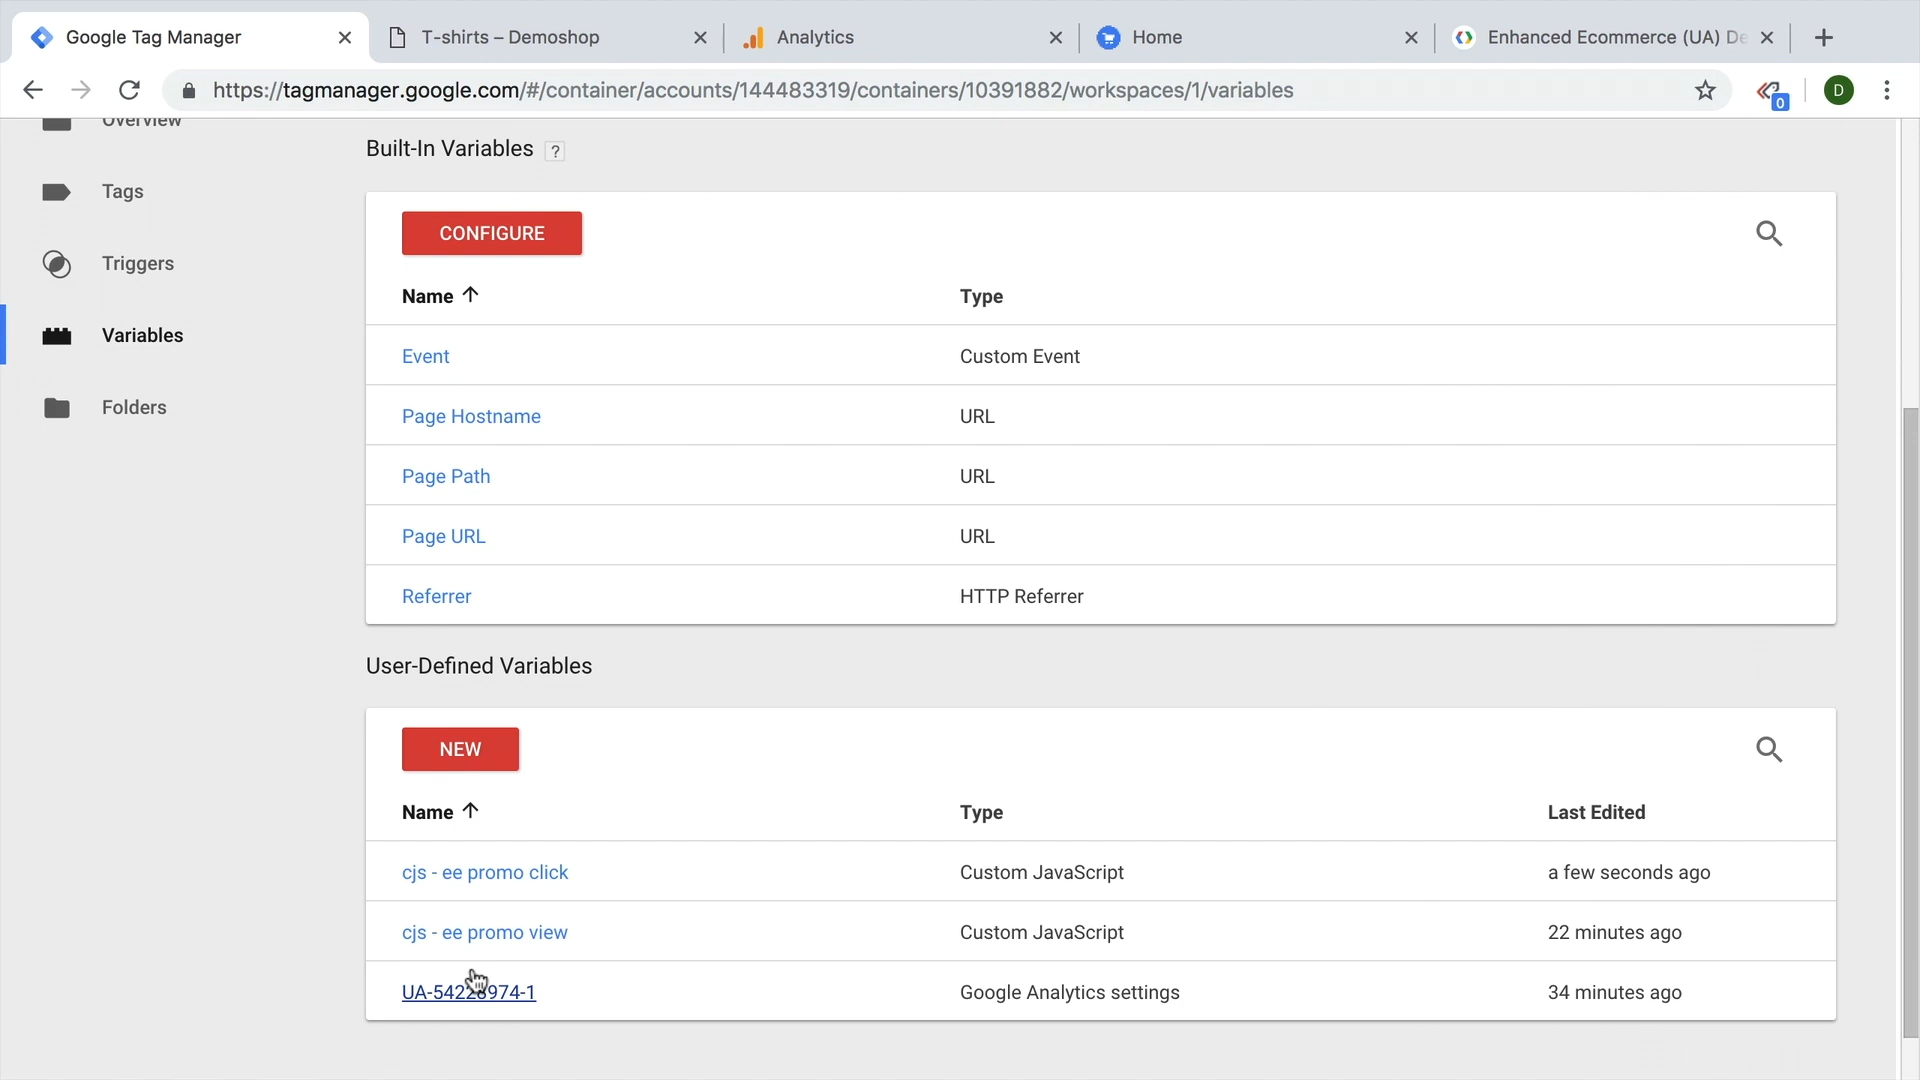 Google Tag Manager
T-shirts – Demoshop
Analytics
Home
Enhanced Ecommerce (UA) De
https://tagmanager.google.com/#/container/accounts/144483319/containers/10391882/workspaces/1/variables
0
D
Overview
Built-In Variables ?
Tags
CONFIGURE
Triggers
Name Type
Variables
Event Custom Event
Folders
Page Hostname URL
Page Path URL
Page URL URL
Referrer HTTP Referrer
User-Defined Variables
NEW
Name Type Last Edited
cjs - ee promo click Custom JavaScript a few seconds ago
cjs - ee promo view Custom JavaScript 22 minutes ago
Google Analytics settings 34 minutes ago